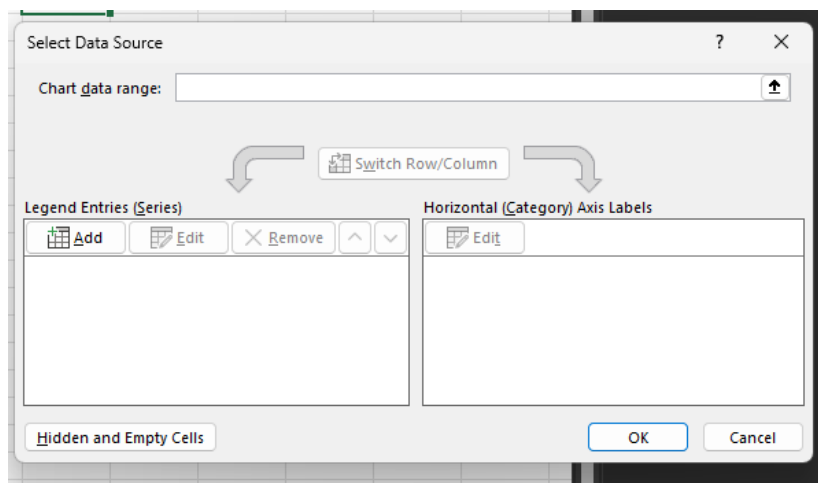 Select Data Source ?
Chart data range:
Switch Row/Column
Legend Entries (Series)
Horizontal (Category) Axis Labels
Add Edit Remove
Edit
Hidden and Empty Cells
OK Cancel